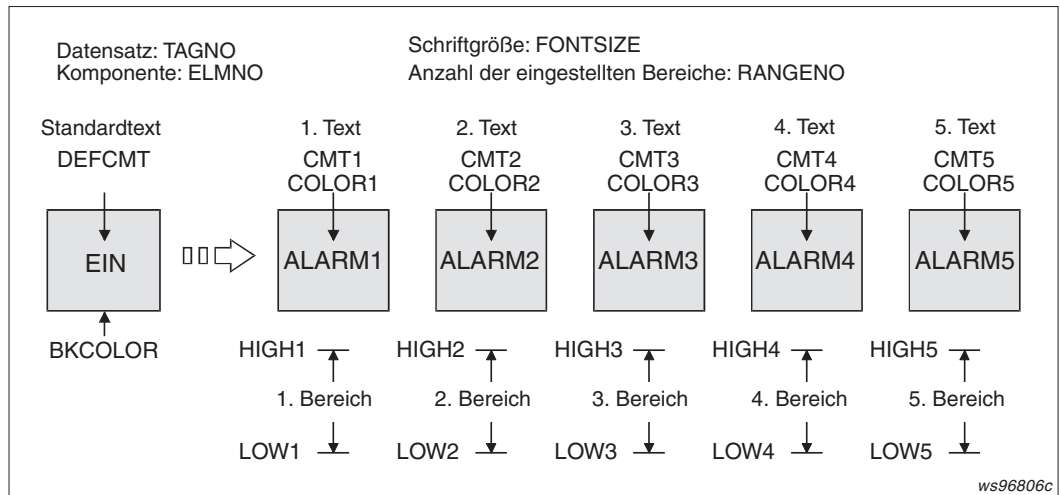 Datensatz: TAGNO
Komponente: ELMNO
Schriftgröße: FONTSIZE
Anzahl der eingestellten Bereiche: RANGENO
Standardtext
DEFCMT
1. Text
CMT1
COLOR1
2. Text
CMT2
COLOR2
3. Text
CMT3
COLOR3
4. Text
CMT4
COLOR4
5. Text
CMT5
COLOR5
EIN
ALARM1
ALARM2
ALARM3
ALARM4
ALARM5
BKCOLOR
HIGH1
HIGH2
HIGH3
HIGH4
HIGH5
1. Bereich
2. Bereich
3. Bereich
4. Bereich
5. Bereich
LOW1
LOW2
LOW3
LOW4
LOW5
ws96806c